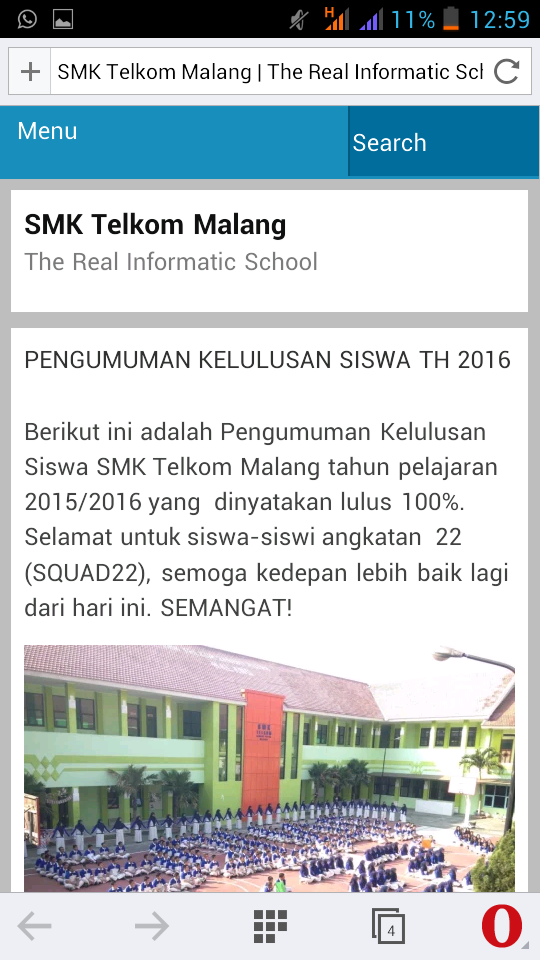 H 11% 12:59
SMK Telkom Malang | The Real Informatic Sch
Menu
Search
SMK Telkom Malang
The Real Informatic School
PENGUMUMAN KELULUSAN SISWA TH 2016
Berikut ini adalah Pengumuman Kelulusan
Siswa SMK Telkom Malang tahun pelajaran
2015/2016 yang dinyatakan lulus 100%.
Selamat untuk siswa-siswi angkatan 22
(SQUAD22), semoga kedepan lebih baik lagi
dari hari ini. SEMANGAT!
4